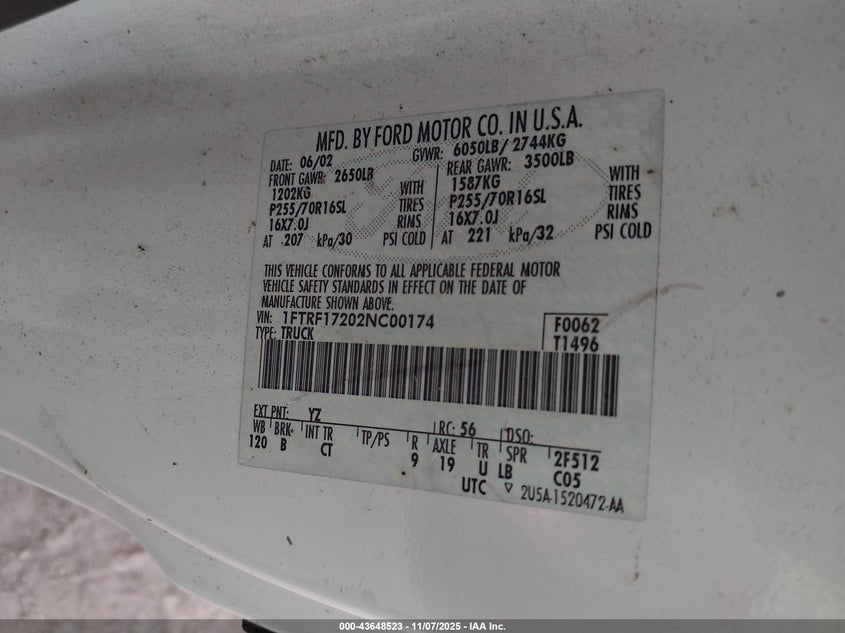 MFD. BY FORD MOTOR CO. IN U.S.A.
DATE: 06/02 GVWR: 6050LB/ 2744KG
FRONT GAWR: 2650LB REAR GAWR: 3500LB
1202KG WITH 1587KG WITH
P255/70R16SL TIRES P255/70R16SL TIRES
16X7.0J RIMS 16X7.0J RIMS
AT 207 kPa/30 PSI COLD AT 221 kPa/32 PSI COLD
THIS VEHICLE CONFORMS TO ALL APPLICABLE FEDERAL MOTOR
VEHICLE SAFETY STANDARDS IN EFFECT ON THE DATE OF
MANUFACTURE SHOWN ABOVE.
VIN: 1FTRF17202NC00174 F0062
TYPE: TRUCK T1496
EXT PNT: YZ RC: 56 DSO:
WB BRK INT TR TP/PS R AXLE TR SPR 2F512
120 B CT 9 19 U LB C05
UTC ▽ 2U5A-1520472-AA
000-43648523 | 11/07/2025 - IAA Inc.